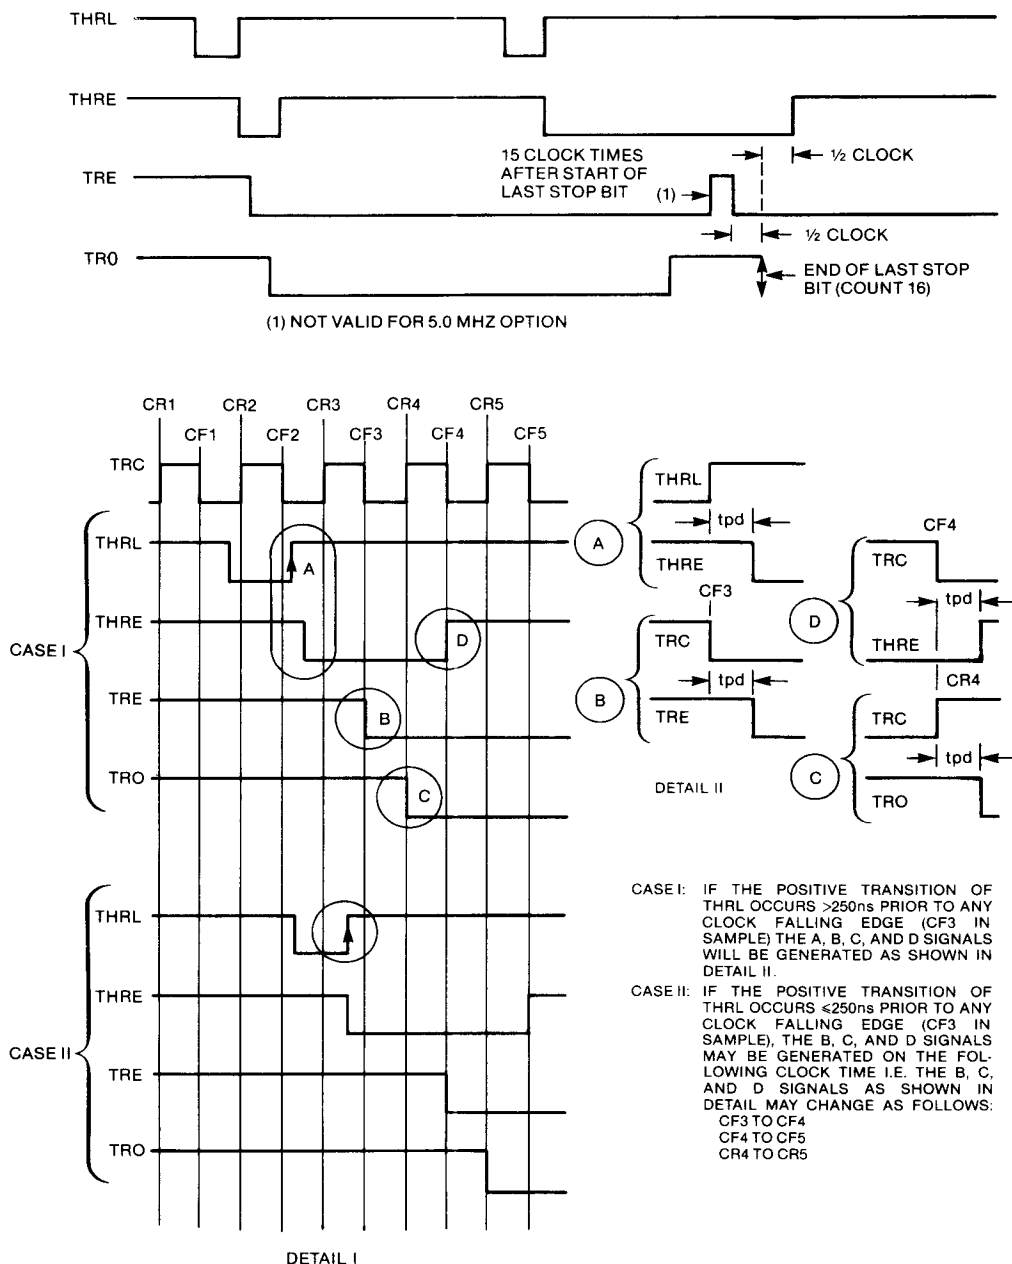 THRL
THRE
15 CLOCK TIMES
AFTER START OF
LAST STOP BIT
(1)
½ CLOCK
TRE
½ CLOCK
TRO
END OF LAST STOP
BIT (COUNT 16)
(1) NOT VALID FOR 5.0 MHZ OPTION
CR1 CR2 CR3 CR4 CR5
CF1 CF2 CF3 CF4 CF5
TRC
CASE I
THRL
A
THRE
D
TRE
B
TRO
C
CASE II
THRL
THRE
TRE
TRO
DETAIL I
A
THRL
tpd
THRE
B
CF3
TRC
tpd
TRE
D
CF4
TRC
tpd
THRE
C
CR4
TRC
tpd
TRO
DETAIL II
CASE I: IF THE POSITIVE TRANSITION OF
THRL OCCURS >250ns PRIOR TO ANY
CLOCK FALLING EDGE (CF3 IN
SAMPLE) THE A, B, C, AND D SIGNALS
WILL BE GENERATED AS SHOWN IN
DETAIL II.
CASE II: IF THE POSITIVE TRANSITION OF
THRL OCCURS ⩽250ns PRIOR TO ANY
CLOCK FALLING EDGE (CF3 IN
SAMPLE), THE B, C, AND D SIGNALS
MAY BE GENERATED ON THE FOL-
LOWING CLOCK TIME I.E. THE B, C,
AND D SIGNALS AS SHOWN IN
DETAIL MAY CHANGE AS FOLLOWS:
CF3 TO CF4
CF4 TO CF5
CR4 TO CR5